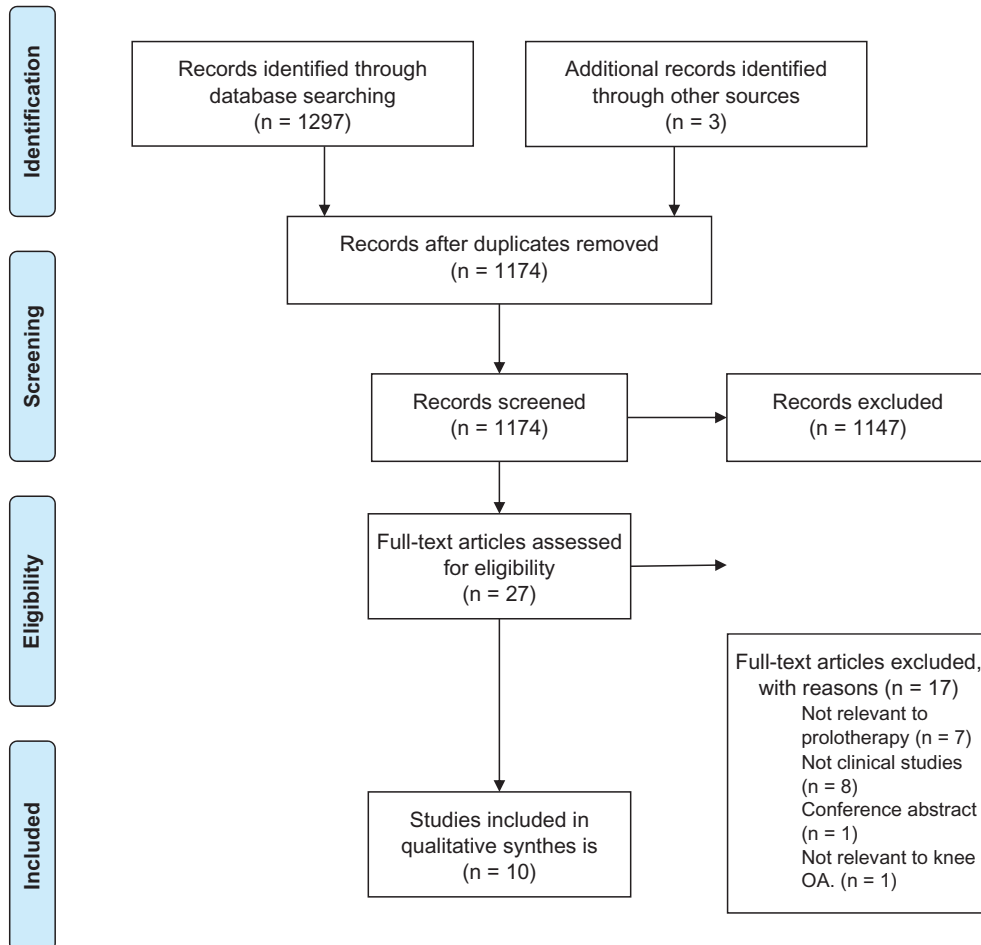 Identification
Records identified through
database searching
(n = 1297)
Additional records identified
through other sources
(n = 3)
Records after duplicates removed
(n = 1174)
Screening
Records screened
(n = 1174)
Records excluded
(n = 1147)
Eligibility
Full-text articles assessed
for eligibility
(n = 27)
Full-text articles excluded,
with reasons (n = 17)
Not relevant to
prolotherapy (n = 7)
Not clinical studies
(n = 8)
Conference abstract
(n = 1)
Not relevant to knee
OA. (n = 1)
Included
Studies included in
qualitative synthes is
(n = 10)